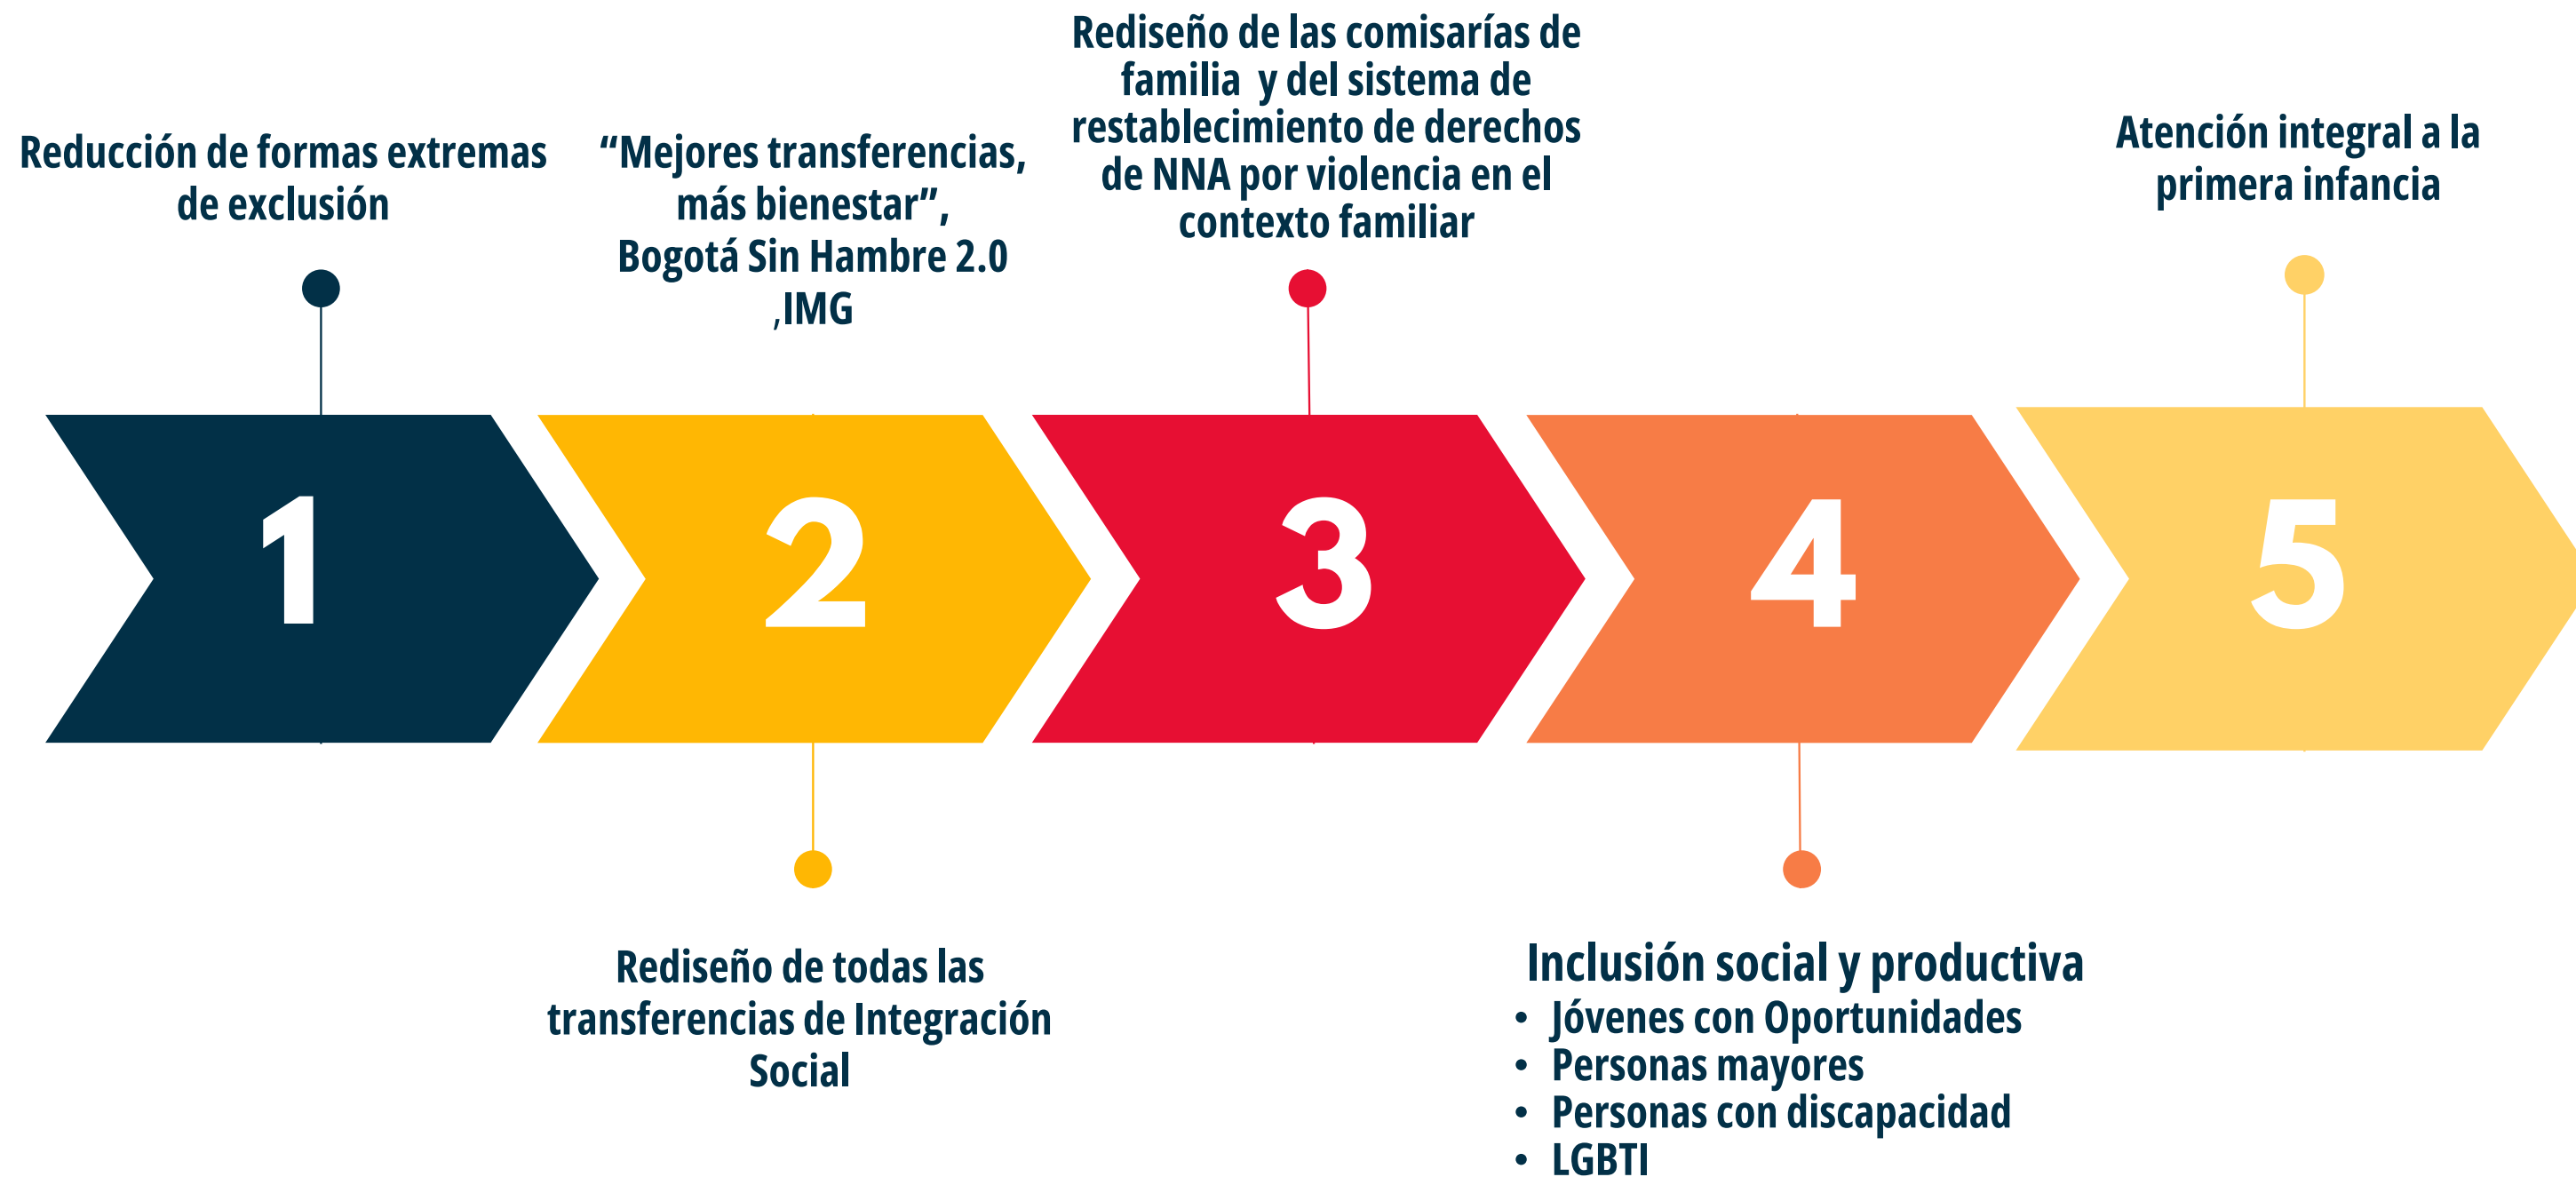 Reducción de formas extremas
de exclusión
“Mejores transferencias,
más bienestar”,
Bogotá Sin Hambre 2.0
,IMG
Rediseño de las comisarías de
familia y del sistema de
restablecimiento de derechos
de NNA por violencia en el
contexto familiar
Atención integral a la
primera infancia
1
2
3
4
5
Rediseño de todas las
transferencias de Integración
Social
Inclusión social y productiva
• Jóvenes con Oportunidades
• Personas mayores
• Personas con discapacidad
• LGBTI